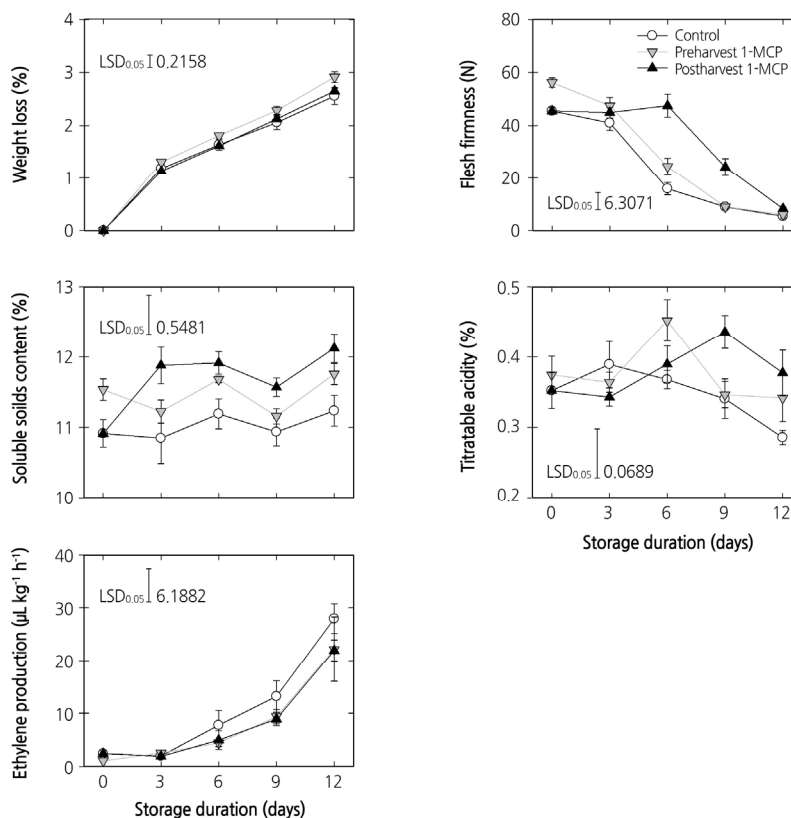 4
3
2
1
0
Weight loss (%)
LSD0.05 0.2158
80
60
40
20
0
Flesh firmness (N)
Control
Preharvest 1-MCP
Postharvest 1-MCP
LSD0.05 6.3071
13
12
11
10
Soluble soilds content (%)
LSD0.05 0.5481
0.5
0.4
0.3
0.2
Titratable acidity (%)
LSD0.05 0.0689
0 3 6 9 12
Storage duration (days)
40
30
20
10
0
Ethylene production (µL kg-1 h-1)
LSD0.05 6.1882
0 3 6 9 12
Storage duration (days)